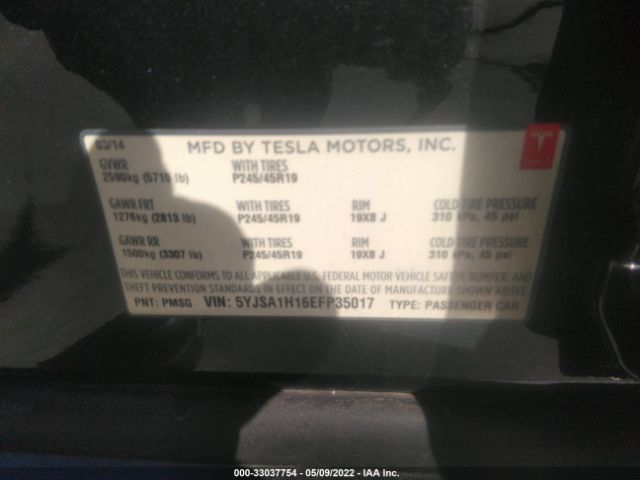 03/14 MFD BY TESLA MOTORS, INC.
GVWR WITH TIRES
2590kg (5710 lb) P245/45R19
GAWR FRT WITH TIRES RIM COLD TIRE PRESSURE
1276kg (2813 lb) P245/45R19 19X8 J 310 kPa, 45 psi
GAWR RR WITH TIRES RIM COLD TIRE PRESSURE
1500kg (3307 lb) P245/45R19 19X8 J 310 kPa, 45 psi
THIS VEHICLE CONFORMS TO ALL APPLICABLE U.S. FEDERAL MOTOR VEHICLE SAFETY, BUMPER, AND
THEFT PREVENTION STANDARDS IN EFFECT ON THE DATE OF MANUFACTURE SHOWN ABOVE.
PNT: PMSG VIN: 5YJSA1H16EFP35017 TYPE: PASSENGER CAR
000-33037754 - 05/09/2022 - IAA Inc.